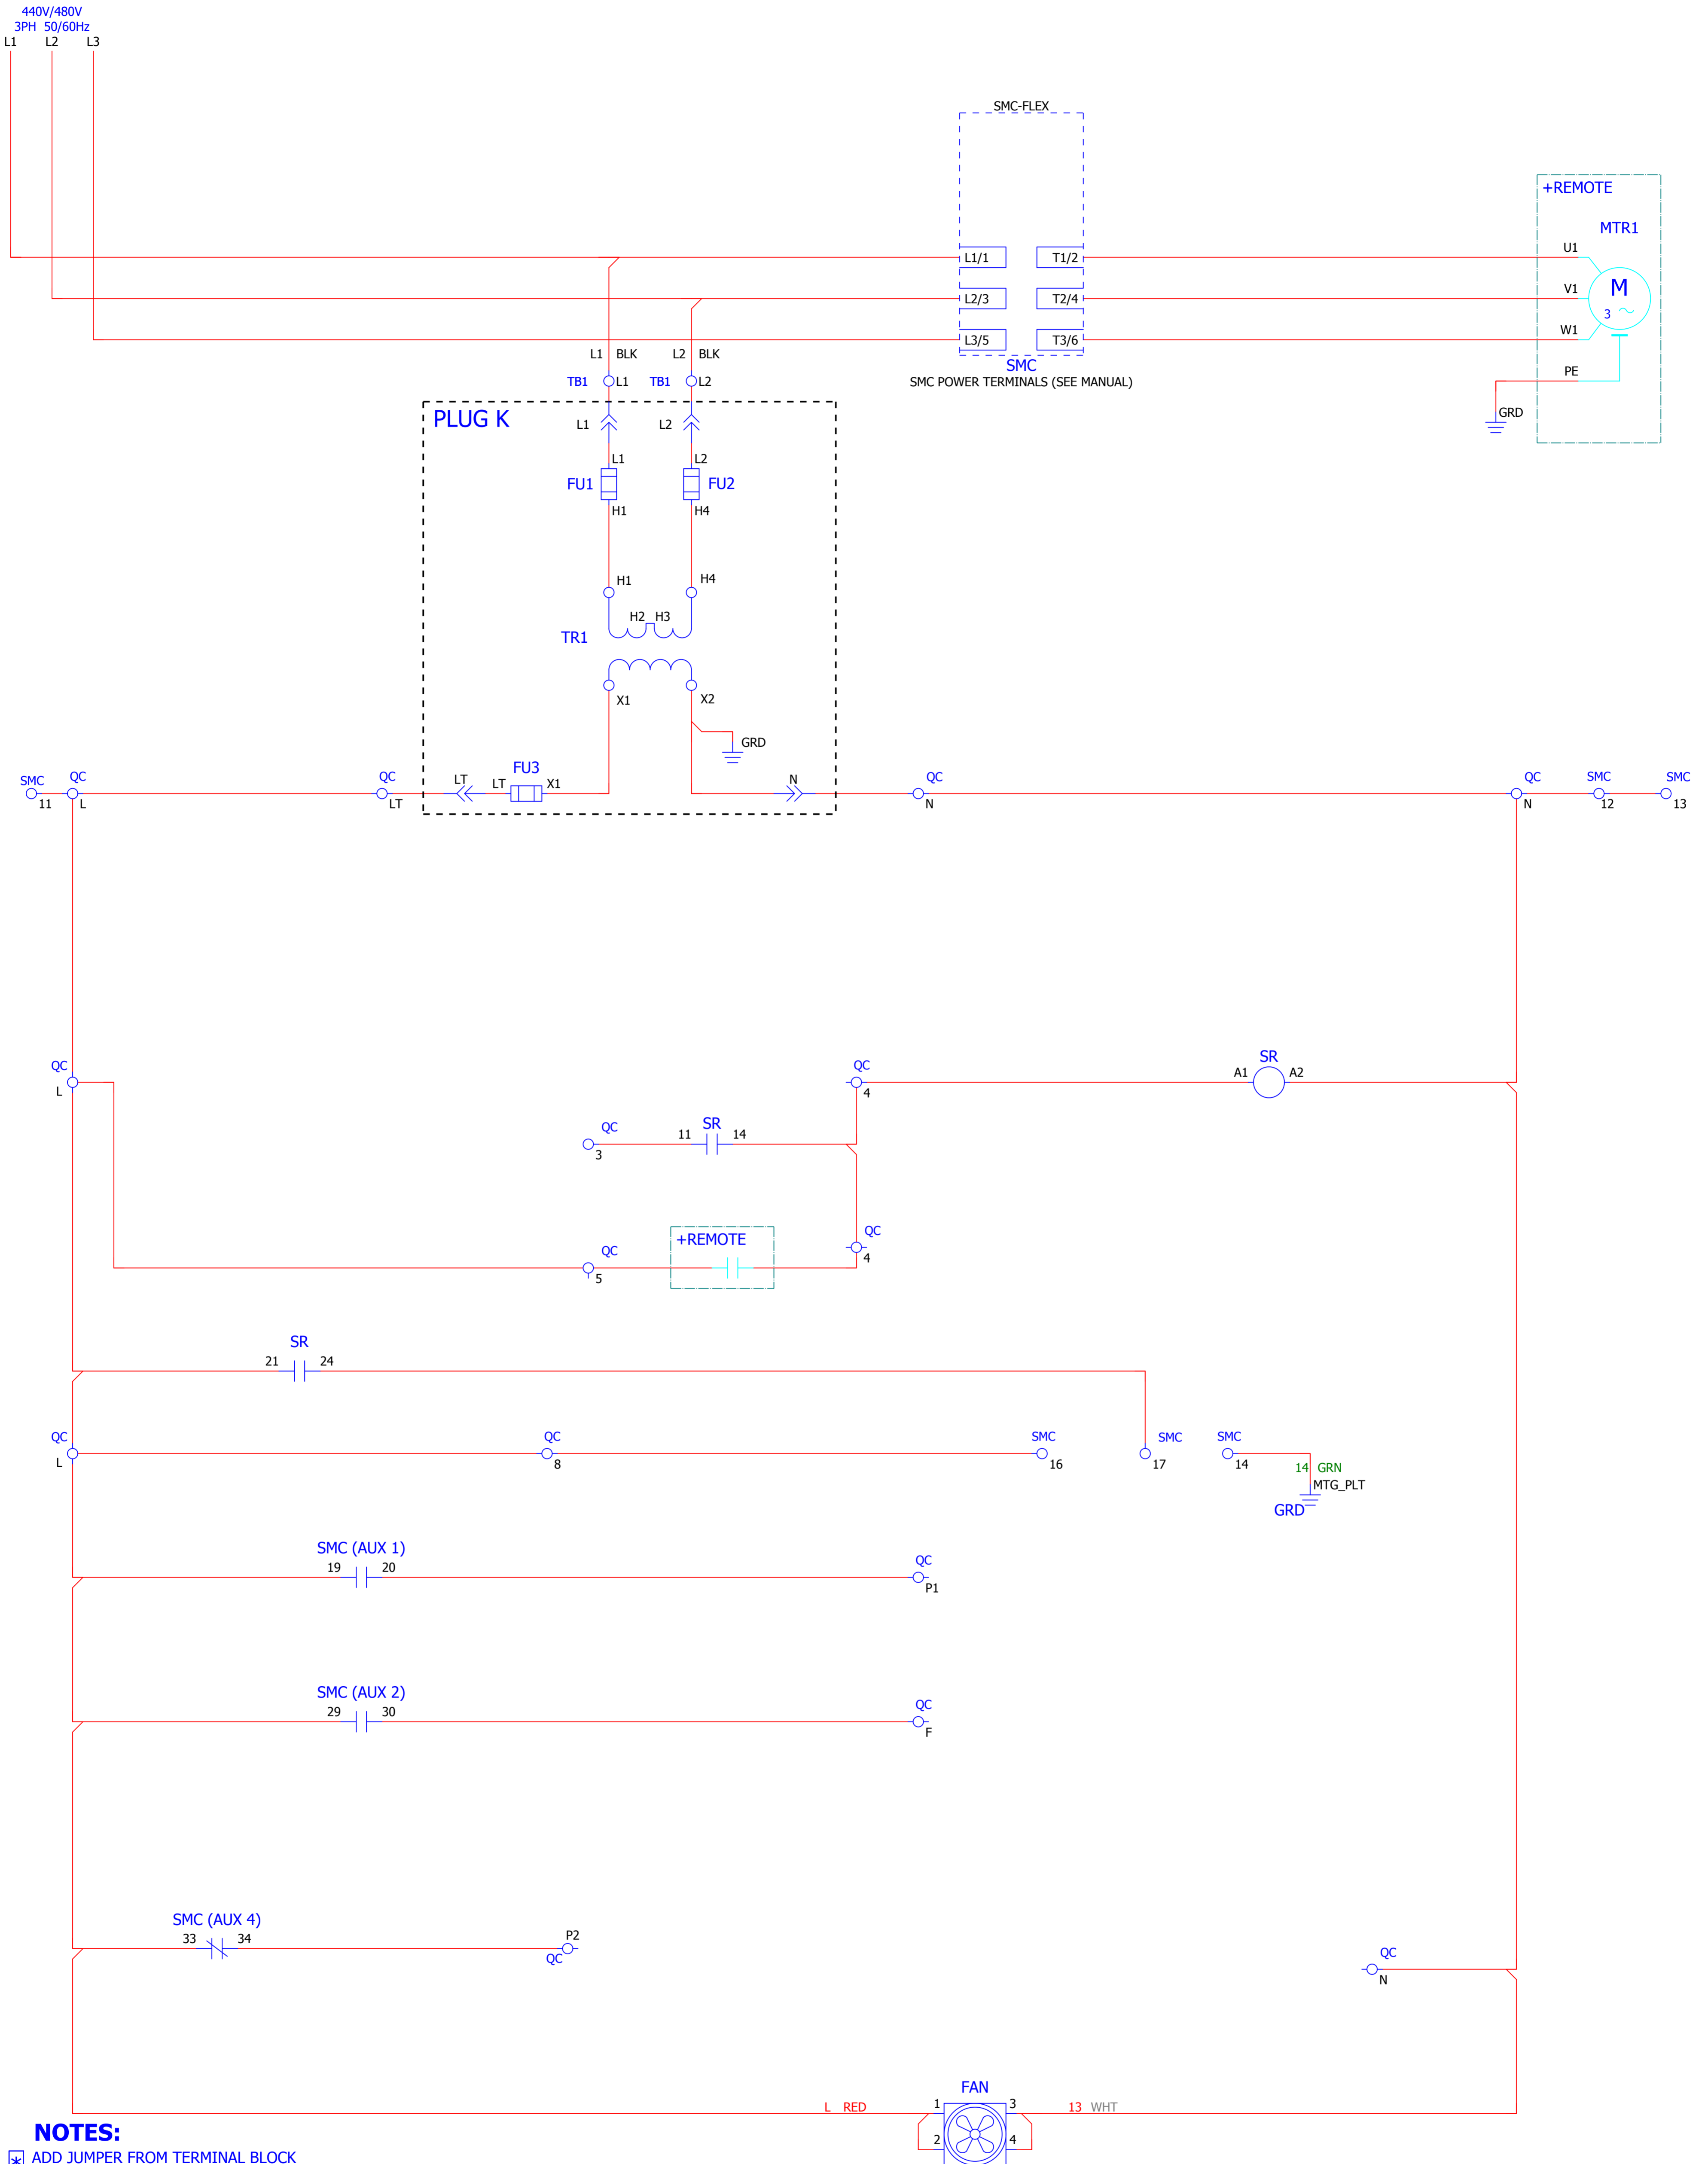 440V/480V
3PH 50/60Hz
L1 L2 L3
SMC-FLEX
+REMOTE
MTR1
U1
L1/1 T1/2
M
3
V1
L2/3 T2/4
W1
L3/5 T3/6
L1 BLK L2 BLK
SMC
SMC POWER TERMINALS (SEE MANUAL)
PE
TB1 L1 TB1 L2
GRD
PLUG K
L1 L2
L1 L2
FU1 FU2
H1 H4
H1 H4
H2 H3
TR1
X1 X2
GRD
SMC QC QC LT LT FU3 X1 N QC QC SMC SMC
11 L LT N N 12 13
QC QC SR
L 4 A1 A2
QC SR
3 11 14
+REMOTE
QC
4
QC
5
SR
21 24
QC QC SMC SMC SMC
L 8 16 17 14
14 GRN
MTG_PLT
GRD
SMC (AUX 1)
19 20 QC
P1
SMC (AUX 2)
29 30 QC
F
SMC (AUX 4)
33 34 P2
QC
QC
N
FAN
L RED 1 3 13 WHT
2 4
NOTES:
* ADD JUMPER FROM TERMINAL BLOCK